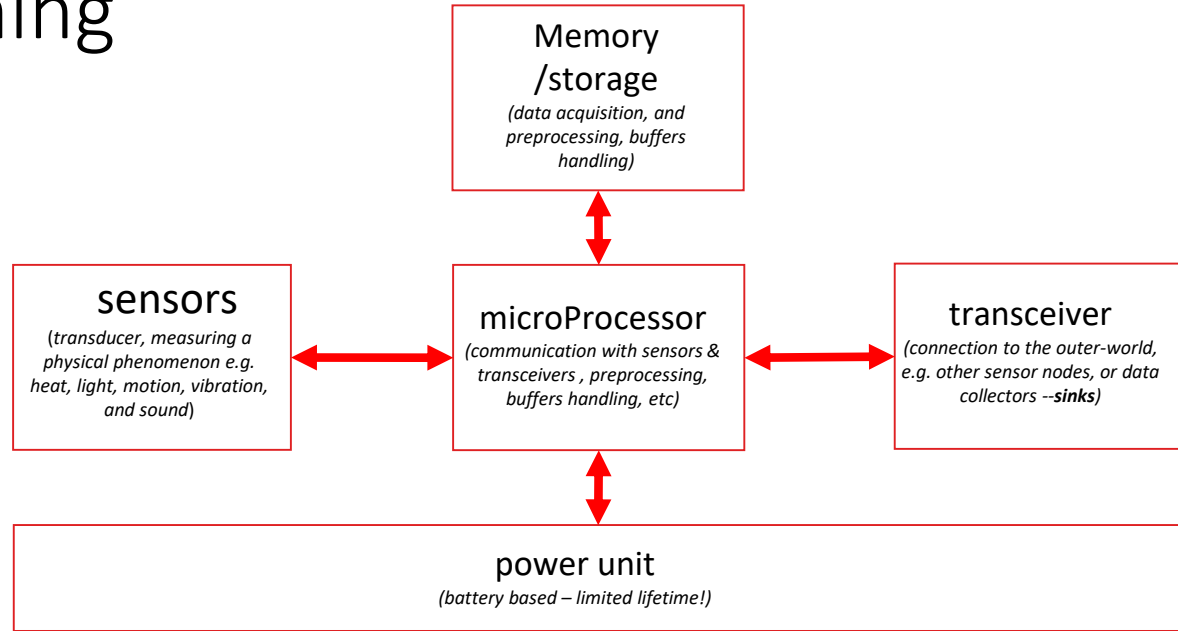 ning
Memory
/storage
(data acquisition, and
preprocessing, buffers
handling)
sensors
(transducer, measuring a
physical phenomenon e.g.
heat, light, motion, vibration,
and sound)
microProcessor
(communication with sensors &
transceivers , preprocessing,
buffers handling, etc)
transceiver
(connection to the outer-world,
e.g. other sensor nodes, or data
collectors --sinks)
power unit
(battery based – limited lifetime!)